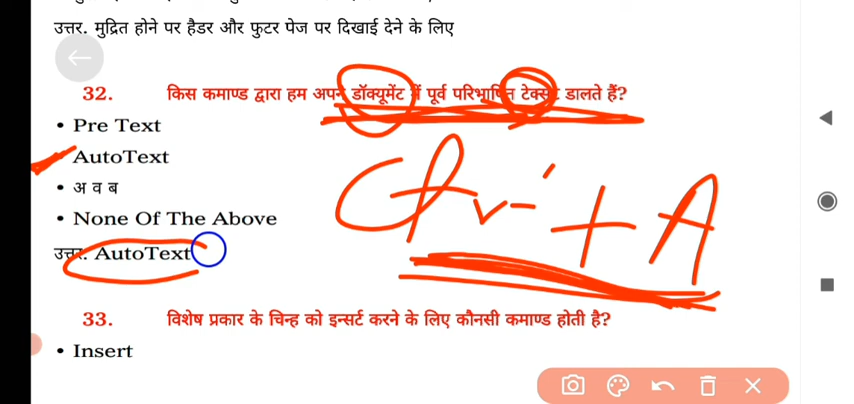 उत्तर. मुद्रित होने पर हैडर और फुटर पेज पर दिखाई देने के लिए
32. किस कमाण्ड द्वारा हम अपने डॉक्यूमेंट में पूर्व परिभाषित टेक्सट डालते हैं?
• Pre Text
AutoText
• अ व ब
• None Of The Above
उत्तर. AutoText
+ A
33. विशेष प्रकार के चिन्ह को इन्सर्ट करने के लिए कौनसी कमाण्ड होती है?
• Insert